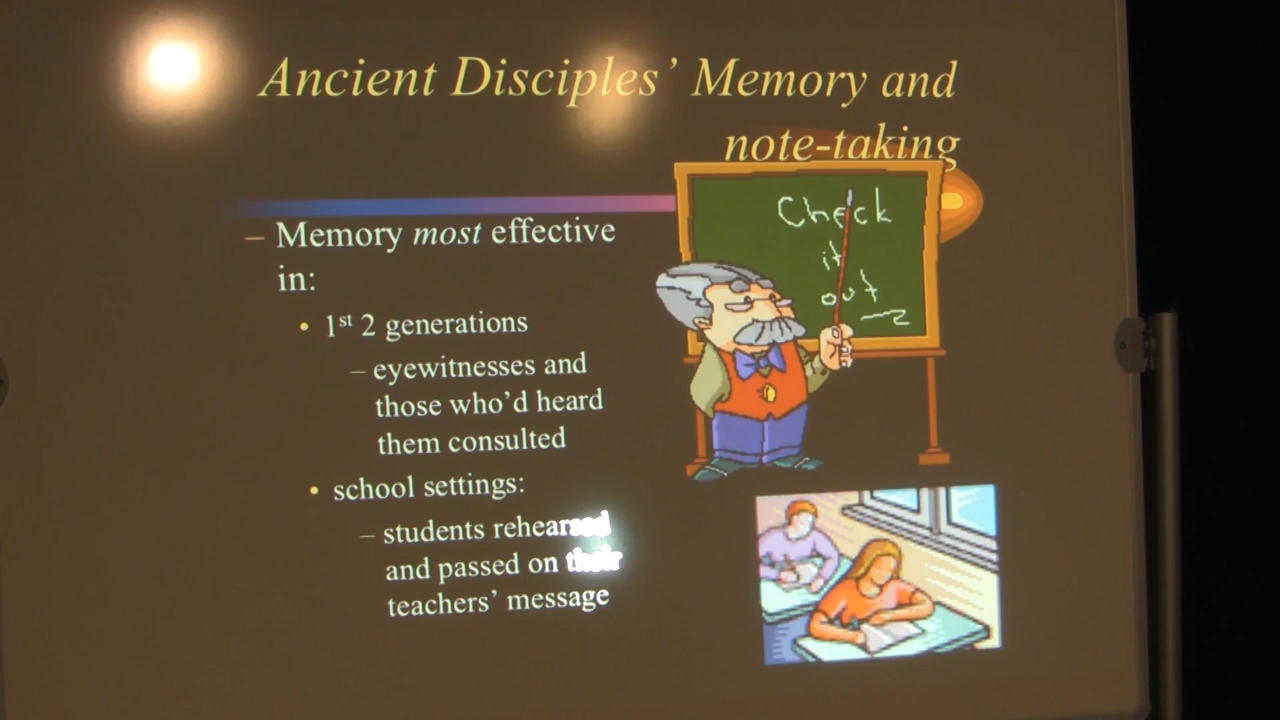 Ancient Disciples’ Memory and
note-taking
– Memory most effective
in:
• 1st 2 generations
– eyewitnesses and
those who’d heard
them consulted
• school settings:
– students rehearsed
and passed on their
teachers’ message
Check
it
out